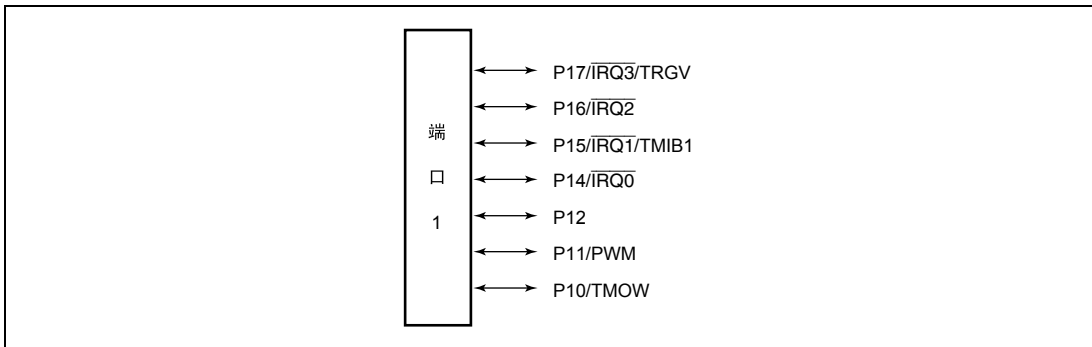 端口1
P17/IRQ3/TRGV
P16/IRQ2
P15/IRQ1/TMIB1
P14/IRQ0
P12
P11/PWM
P10/TMOW